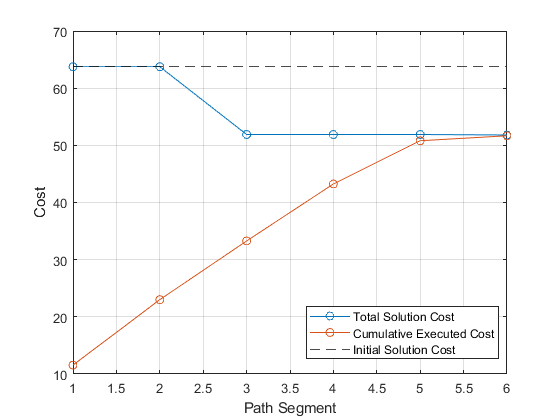 70
60
50
40
30
20
10
Cost
1 1.5 2 2.5 3 3.5 4 4.5 5 5.5 6
Path Segment
Total Solution Cost
Cumulative Executed Cost
Initial Solution Cost